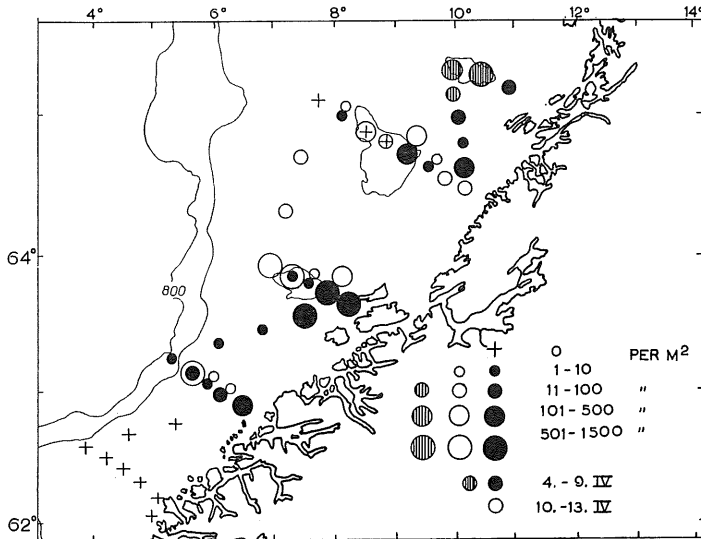 4° 6° 8° 10° 12° 14°
64°
800
62°
+ 0 PER M²
1-10
11-100 "
101-500 "
501-1500 "
4.-9. IV
10.-13. IV